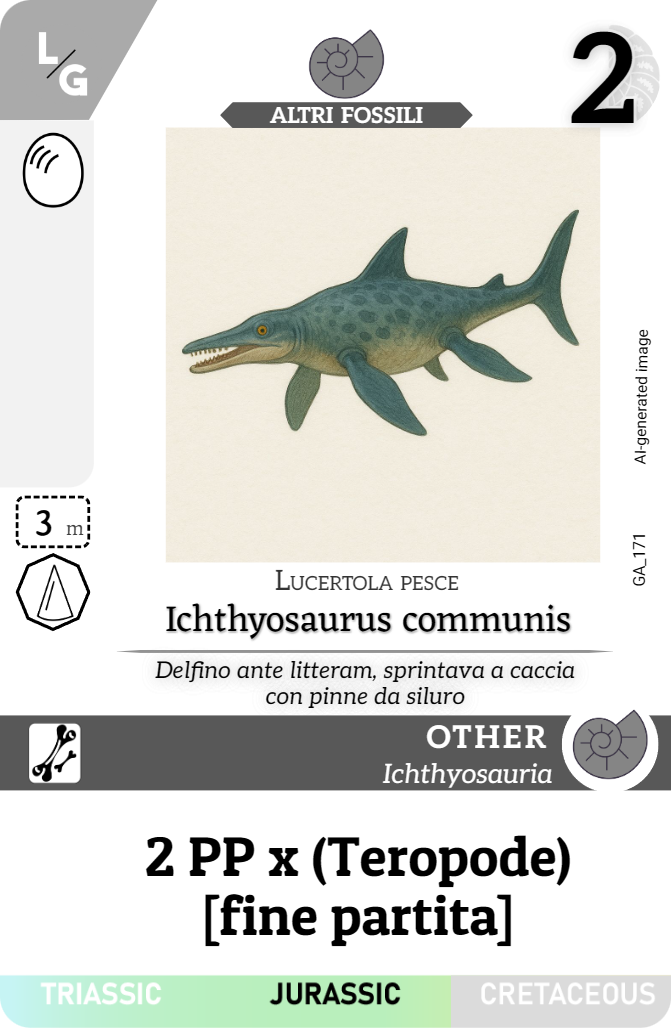 L/G
2
ALTRI FOSSILI
AI-generated image
GA_171
3 m
Lucertola pesce
Ichthyosaurus communis
Delfino ante litteram, sprintava a caccia
con pinne da siluro
OTHER
Ichthyosauria
2 PP x (Teropode)
[fine partita]
TRIASSIC JURASSIC CRETACEOUS